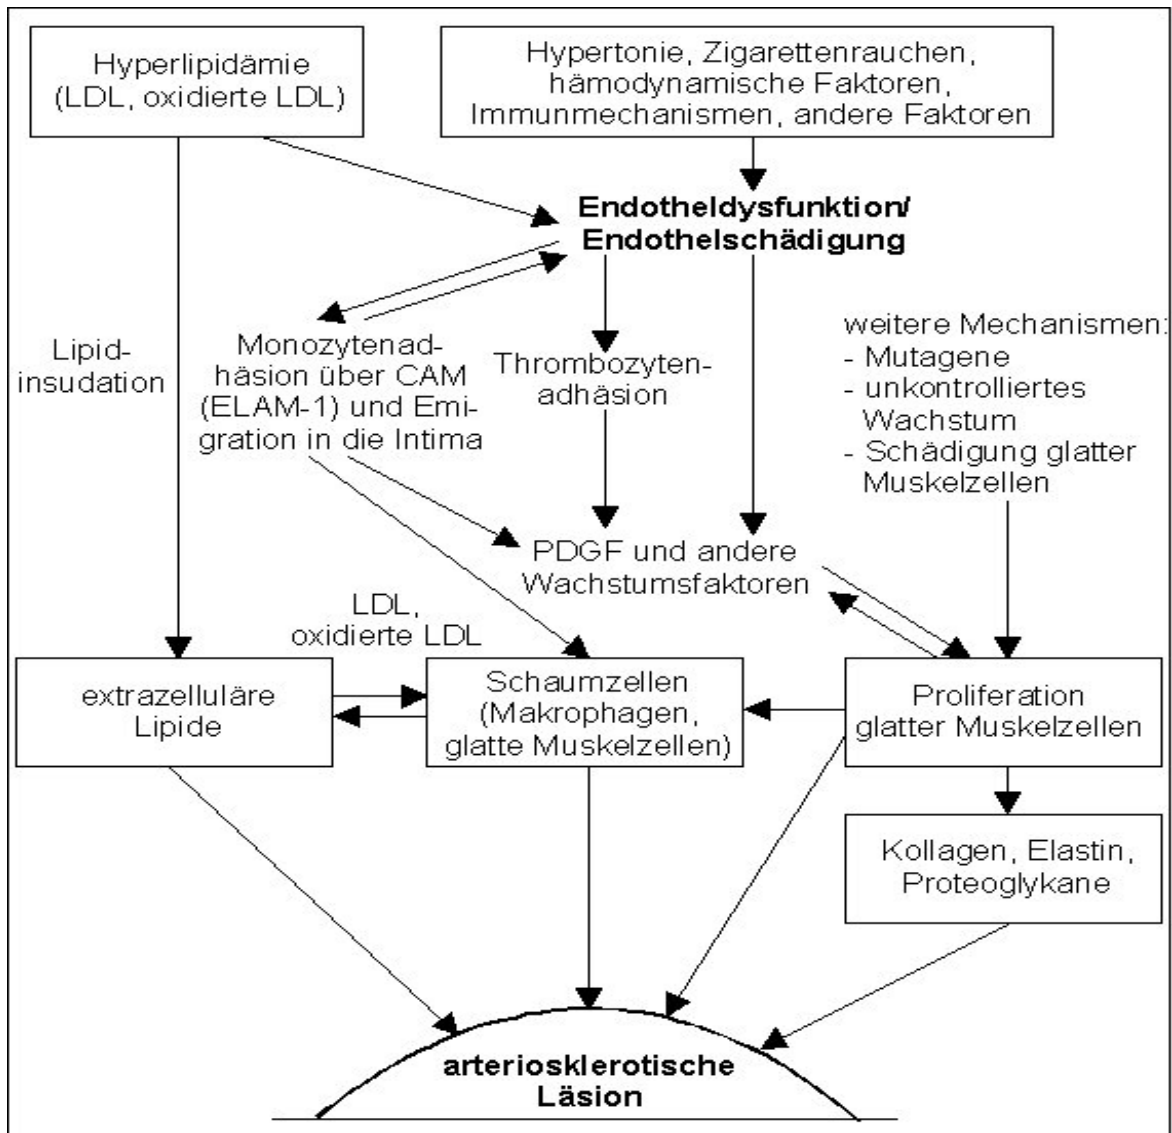 Hyperlipidämie
(LDL, oxidierte LDL)
Hypertonie, Zigarettenrauchen,
hämodynamische Faktoren,
Immunmechanismen, andere Faktoren
Endotheldysfunktion/
Endothelschädigung
Lipid-
insudation
Monozytenad-
häsion über CAM
(ELAM-1) und Emi-
gration in die Intima
Thrombozyten-
adhäsion
weitere Mechanismen:
- Mutagene
- unkontrolliertes
Wachstum
- Schädigung glatter
Muskelzellen
PDGF und andere
Wachstumsfaktoren
LDL,
oxidierte LDL
extrazelluläre
Lipide
Schaumzellen
(Makrophagen,
glatte Muskelzellen)
Proliferation
glatter Muskelzellen
Kollagen, Elastin,
Proteoglykane
arteriosklerotische
Läsion